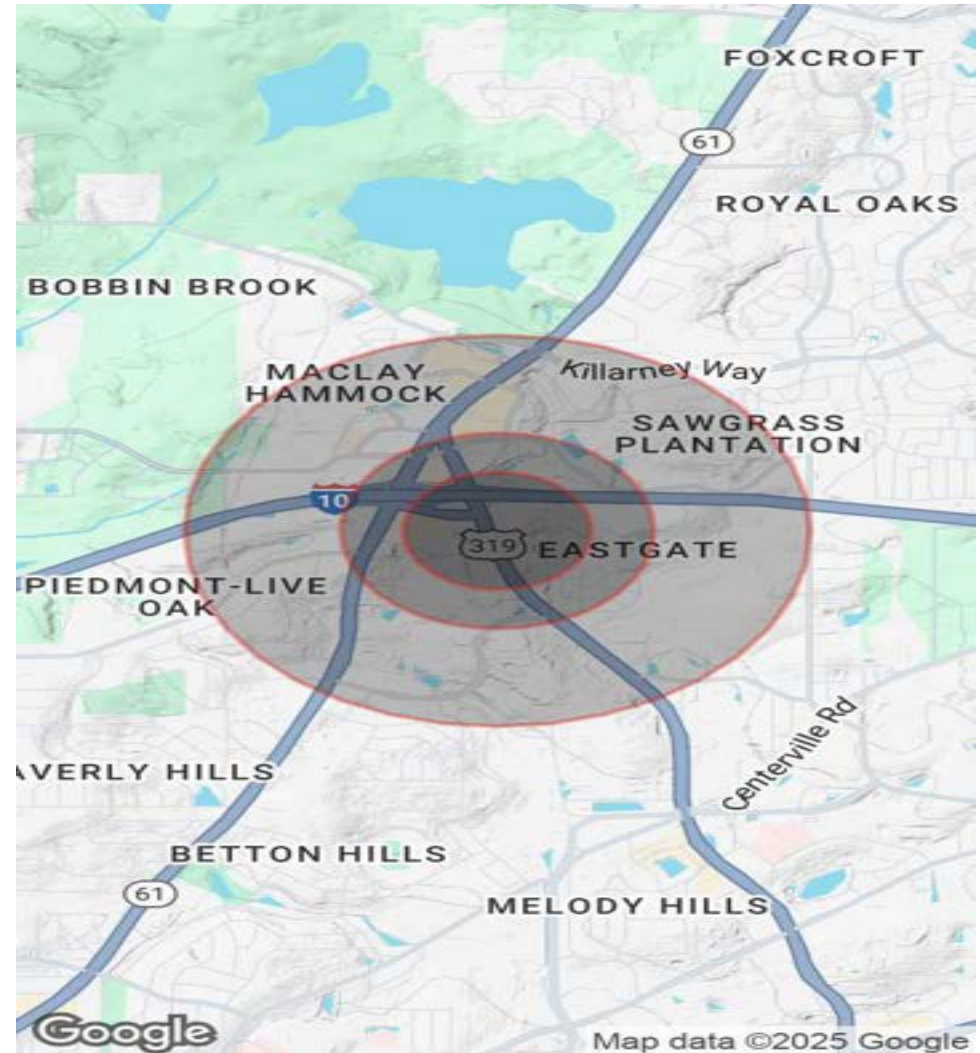 FOXCROFT
61
ROYAL OAKS
BOBBIN BROOK
MACLAY
HAMMOCK
Killarney Way
SAWGRASS
PLANTATION
10
319
EASTGATE
PIEDMONT-LIVE
OAK
Centerville Rd
AVERLY HILLS
BETTON HILLS
61
MELODY HILLS
Google
Map data ©2025 Google